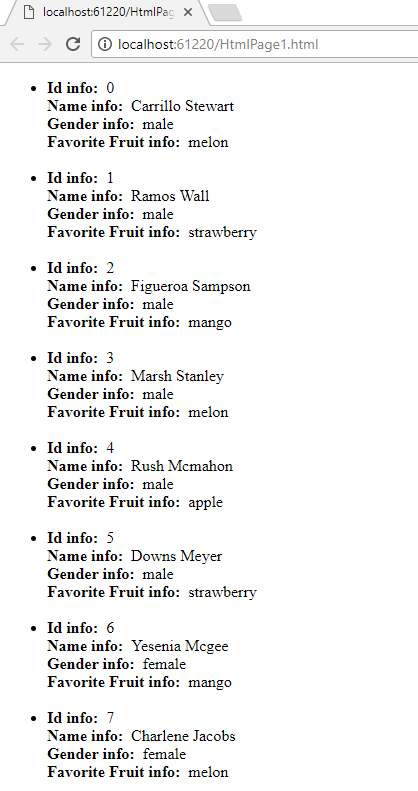 localhost:61220/HtmlPag
localhost:61220/HtmlPage1.html
Id info: 0
Name info: Carrillo Stewart
Gender info: male
Favorite Fruit info: melon
Id info: 1
Name info: Ramos Wall
Gender info: male
Favorite Fruit info: strawberry
Id info: 2
Name info: Figueroa Sampson
Gender info: male
Favorite Fruit info: mango
Id info: 3
Name info: Marsh Stanley
Gender info: male
Favorite Fruit info: melon
Id info: 4
Name info: Rush Mcmahon
Gender info: male
Favorite Fruit info: apple
Id info: 5
Name info: Downs Meyer
Gender info: male
Favorite Fruit info: strawberry
Id info: 6
Name info: Yesenia Mcgee
Gender info: female
Favorite Fruit info: mango
Id info: 7
Name info: Charlene Jacobs
Gender info: female
Favorite Fruit info: melon